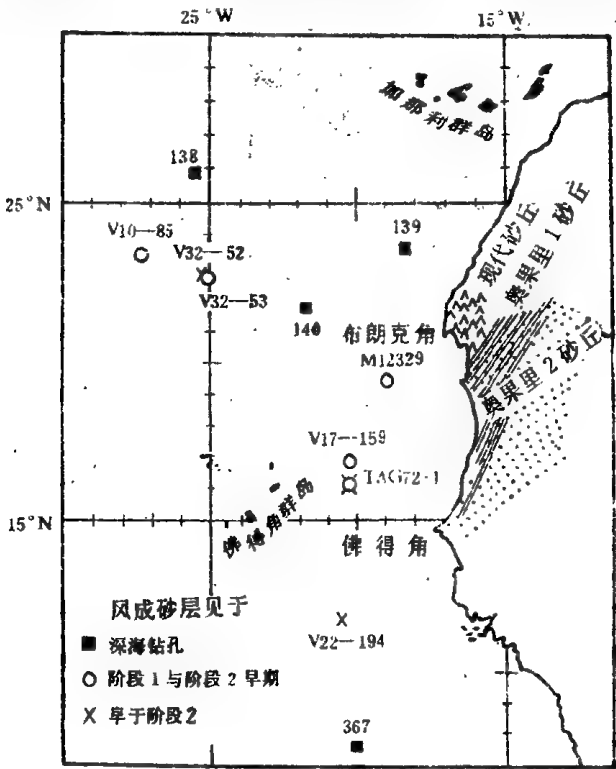 25°W
15°W
加那利群岛
138
25°N
V10—85
V32—52
139
现代砂丘
奥果里1砂丘
V32—53
140
布朗克角
M12329
奥果里2砂丘
V17—159
TAG72-1
15°N
佛得角群岛
佛得角
风成砂层见于
深海钻孔
V22—194
阶段1与阶段2早期
早于阶段2
367